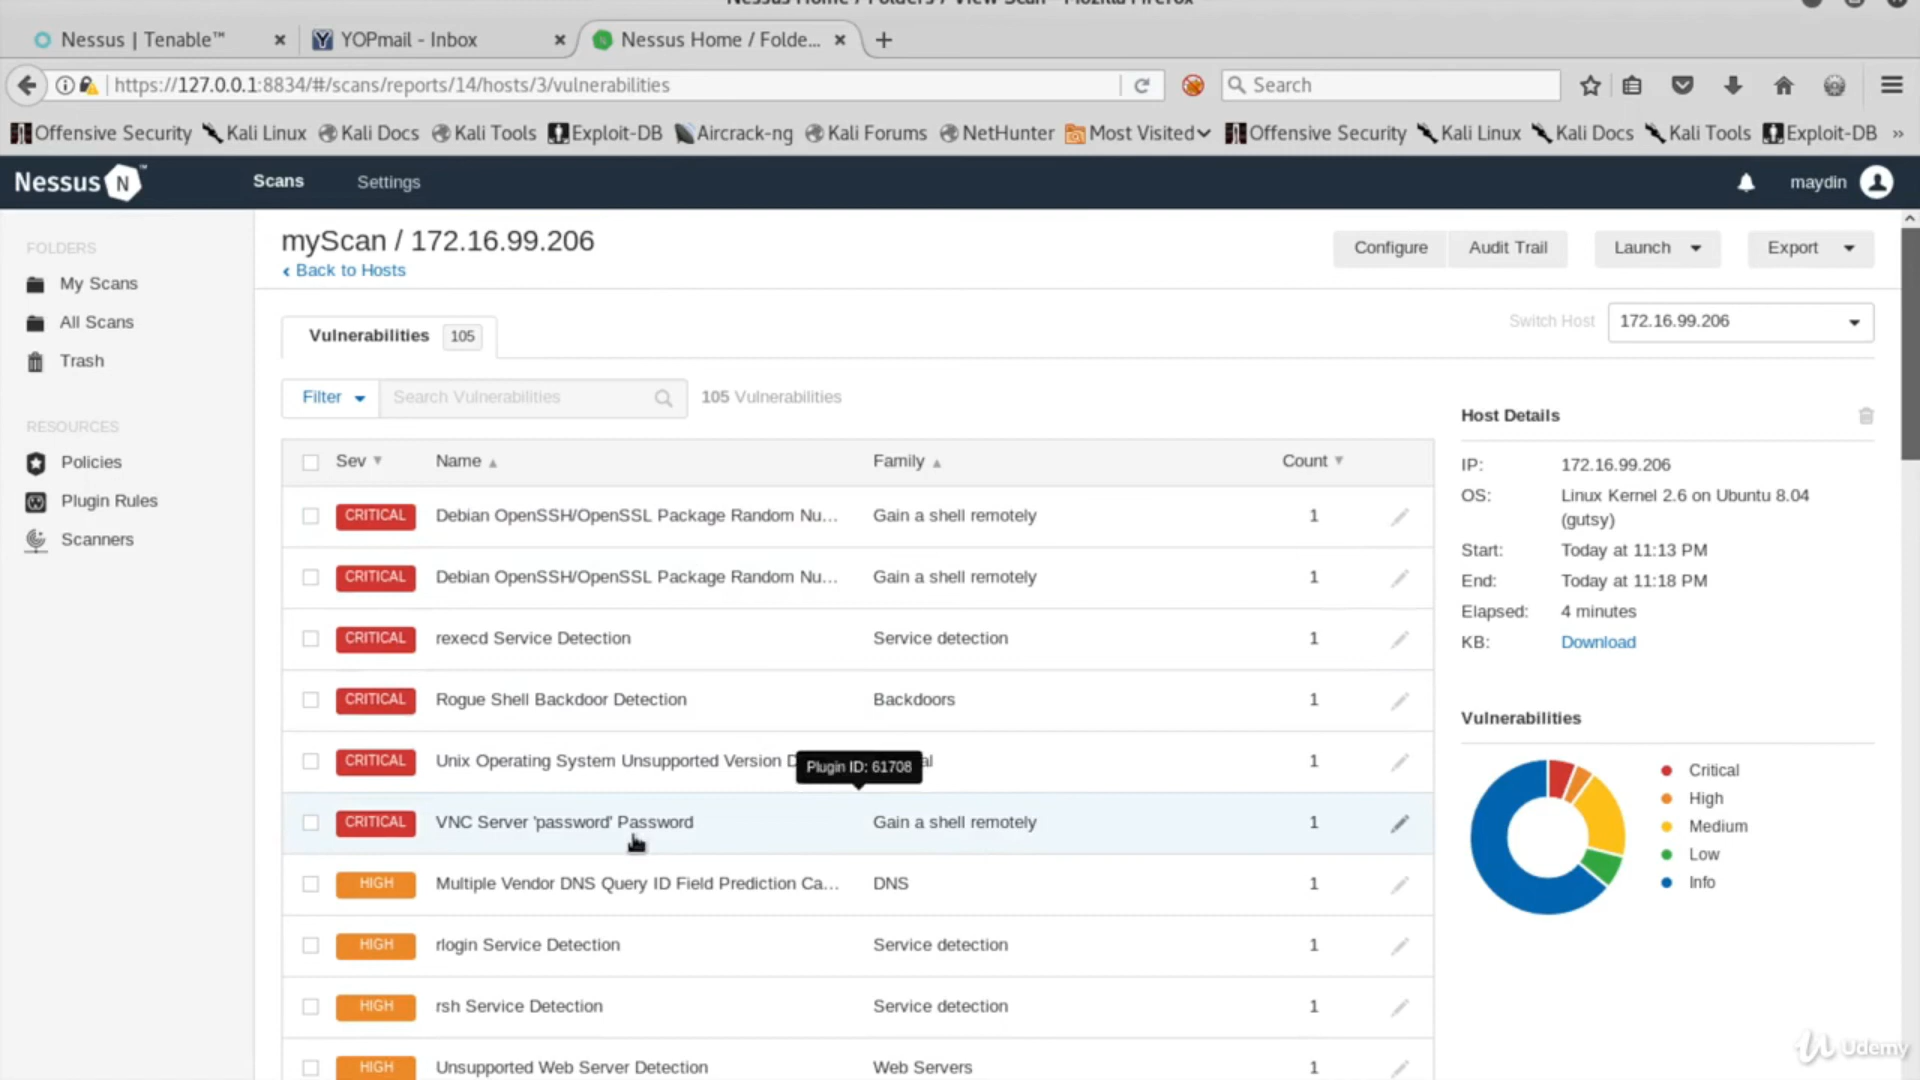 Nessus Home / Folders / View Scan - Mozilla Firefox
Nessus | Tenable™
YOPmail - Inbox
Nessus Home / Folde...
https://127.0.0.1:8834/#/scans/reports/14/hosts/3/vulnerabilities
Search
Offensive Security Kali Linux Kali Docs Kali Tools Exploit-DB Aircrack-ng Kali Forums NetHunter Most Visited Offensive Security Kali Linux Kali Docs Kali Tools Exploit-DB »
Nessus N ™
Scans
Settings
maydin
FOLDERS
My Scans
All Scans
Trash
RESOURCES
Policies
Plugin Rules
Scanners
myScan / 172.16.99.206
‹ Back to Hosts
Configure
Audit Trail
Launch
Export
Vulnerabilities 105
Switch Host
172.16.99.206
Filter
Search Vulnerabilities
105 Vulnerabilities
Sev Name Family Count
CRITICAL Debian OpenSSH/OpenSSL Package Random Nu... Gain a shell remotely 1
CRITICAL Debian OpenSSH/OpenSSL Package Random Nu... Gain a shell remotely 1
CRITICAL rexecd Service Detection Service detection 1
CRITICAL Rogue Shell Backdoor Detection Backdoors 1
CRITICAL Unix Operating System Unsupported Version D al 1
Plugin ID: 61708
CRITICAL VNC Server 'password' Password Gain a shell remotely 1
HIGH Multiple Vendor DNS Query ID Field Prediction Ca... DNS 1
HIGH rlogin Service Detection Service detection 1
HIGH rsh Service Detection Service detection 1
HIGH Unsupported Web Server Detection Web Servers 1
Host Details
IP: 172.16.99.206
OS: Linux Kernel 2.6 on Ubuntu 8.04
(gutsy)
Start: Today at 11:13 PM
End: Today at 11:18 PM
Elapsed: 4 minutes
KB: Download
Vulnerabilities
Critical
High
Medium
Low
Info
Udemy